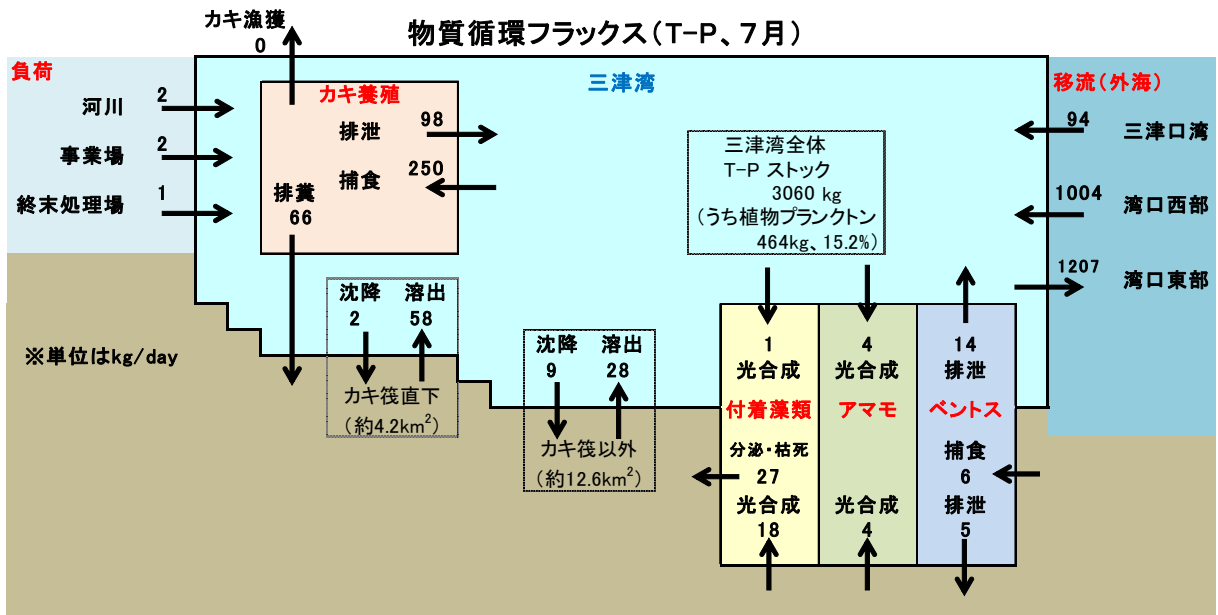 物質循環フラックス(T-P、7月)
カキ漁獲
0
負荷
河川
2
事業場
2
終末処理場
1
カキ養殖
排泄
98
捕食
250
排糞
66
三津湾
三津湾全体
T-P ストック
3060 kg
(うち植物プランクトン
464kg、15.2%)
移流(外海)
94
三津口湾
1004
湾口西部
1207
湾口東部
※単位はkg/day
沈降 溶出
2 58
カキ筏直下
(約4.2km²)
沈降 溶出
9 28
カキ筏以外
(約12.6km²)
1
光合成
付着藻類
分泌・枯死
27
光合成
18
4
光合成
アマモ
光合成
4
14
排泄
ベントス
捕食
6
排泄
5